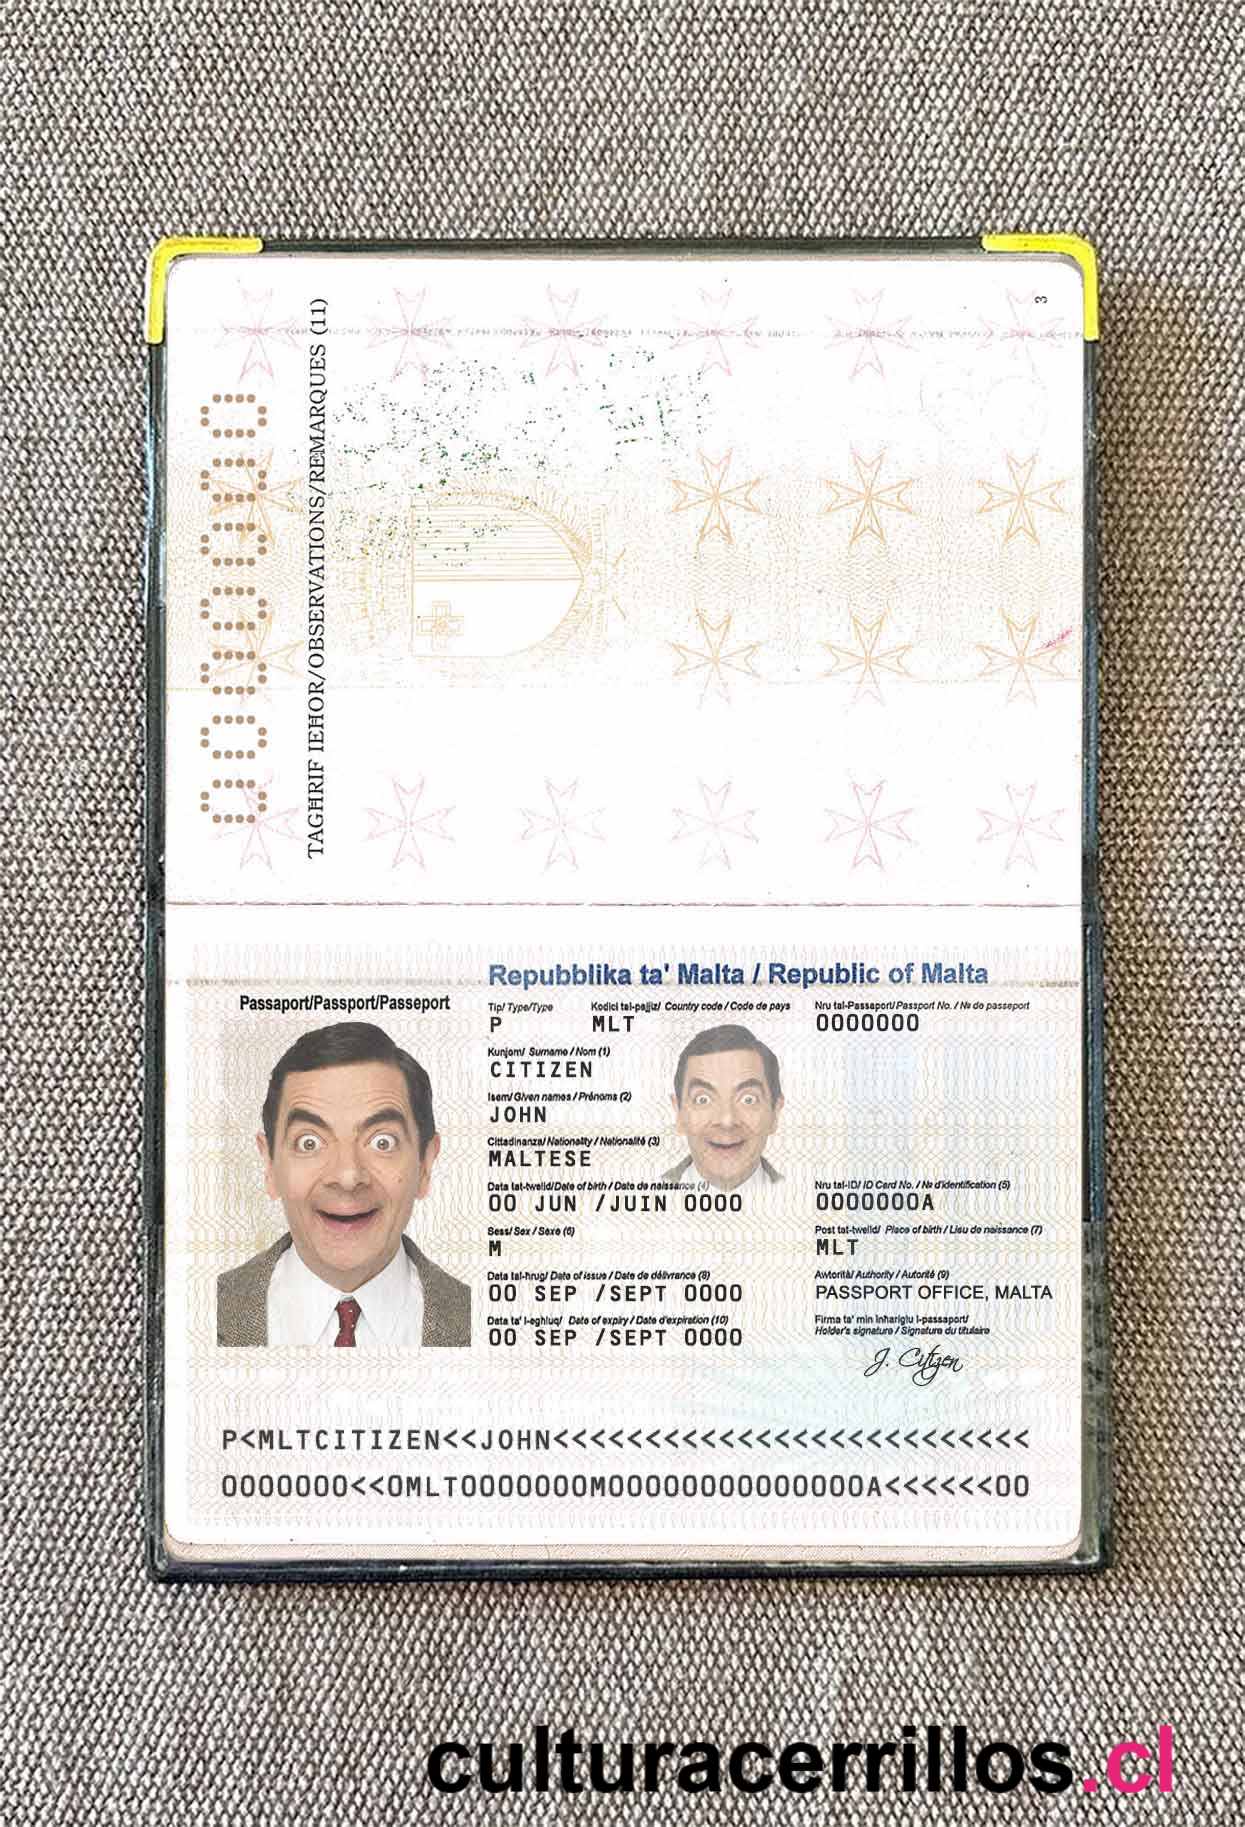 3
TAGĦRIF IEĦOR/OBSERVATIONS/REMARQUES (11)
0000000
Repubblika ta' Malta / Republic of Malta
Passaport/Passport/Passeport
Tip/ Type/Type Kodiċi tal-pajjiż/ Country code / Code de pays Nru tal-Passaport/Passport No. / № de passeport
P MLT 0000000
Kunjom/ Surname / Nom (1)
CITIZEN
Isem/Given names / Prénoms (2)
JOHN
Cittadinanza/ Nationality / Nationalité (3)
MALTESE
Data tat-twelid/Date of birth / Date de naissance (4) Nru tal-ID/ ID Card No. / № d'identification (5)
00 JUN /JUIN 0000 0000000A
Sess/ Sex / Sexe (6) Post tat-twelid/ Place of birth / Lieu de naissance (7)
M MLT
Data tal-ħruġ/ Date of issue / Date de délivrance (8) Awtorità/ Authority / Autorité (9)
00 SEP /SEPT 0000 PASSPORT OFFICE, MALTA
Data ta' l-egħluq/ Date of expiry / Date d'expiration (10) Firma ta' min inħariġlu l-passaport/
Holder's signature / Signature du titulaire
00 SEP /SEPT 0000
J. Citizen
P<MLTCITIZEN<<JOHN<<<<<<<<<<<<<<<<<<<<<<<<<<
0000000<<0MLT0000000M00000000000000A<<<<<<00
culturacerrillos.cl